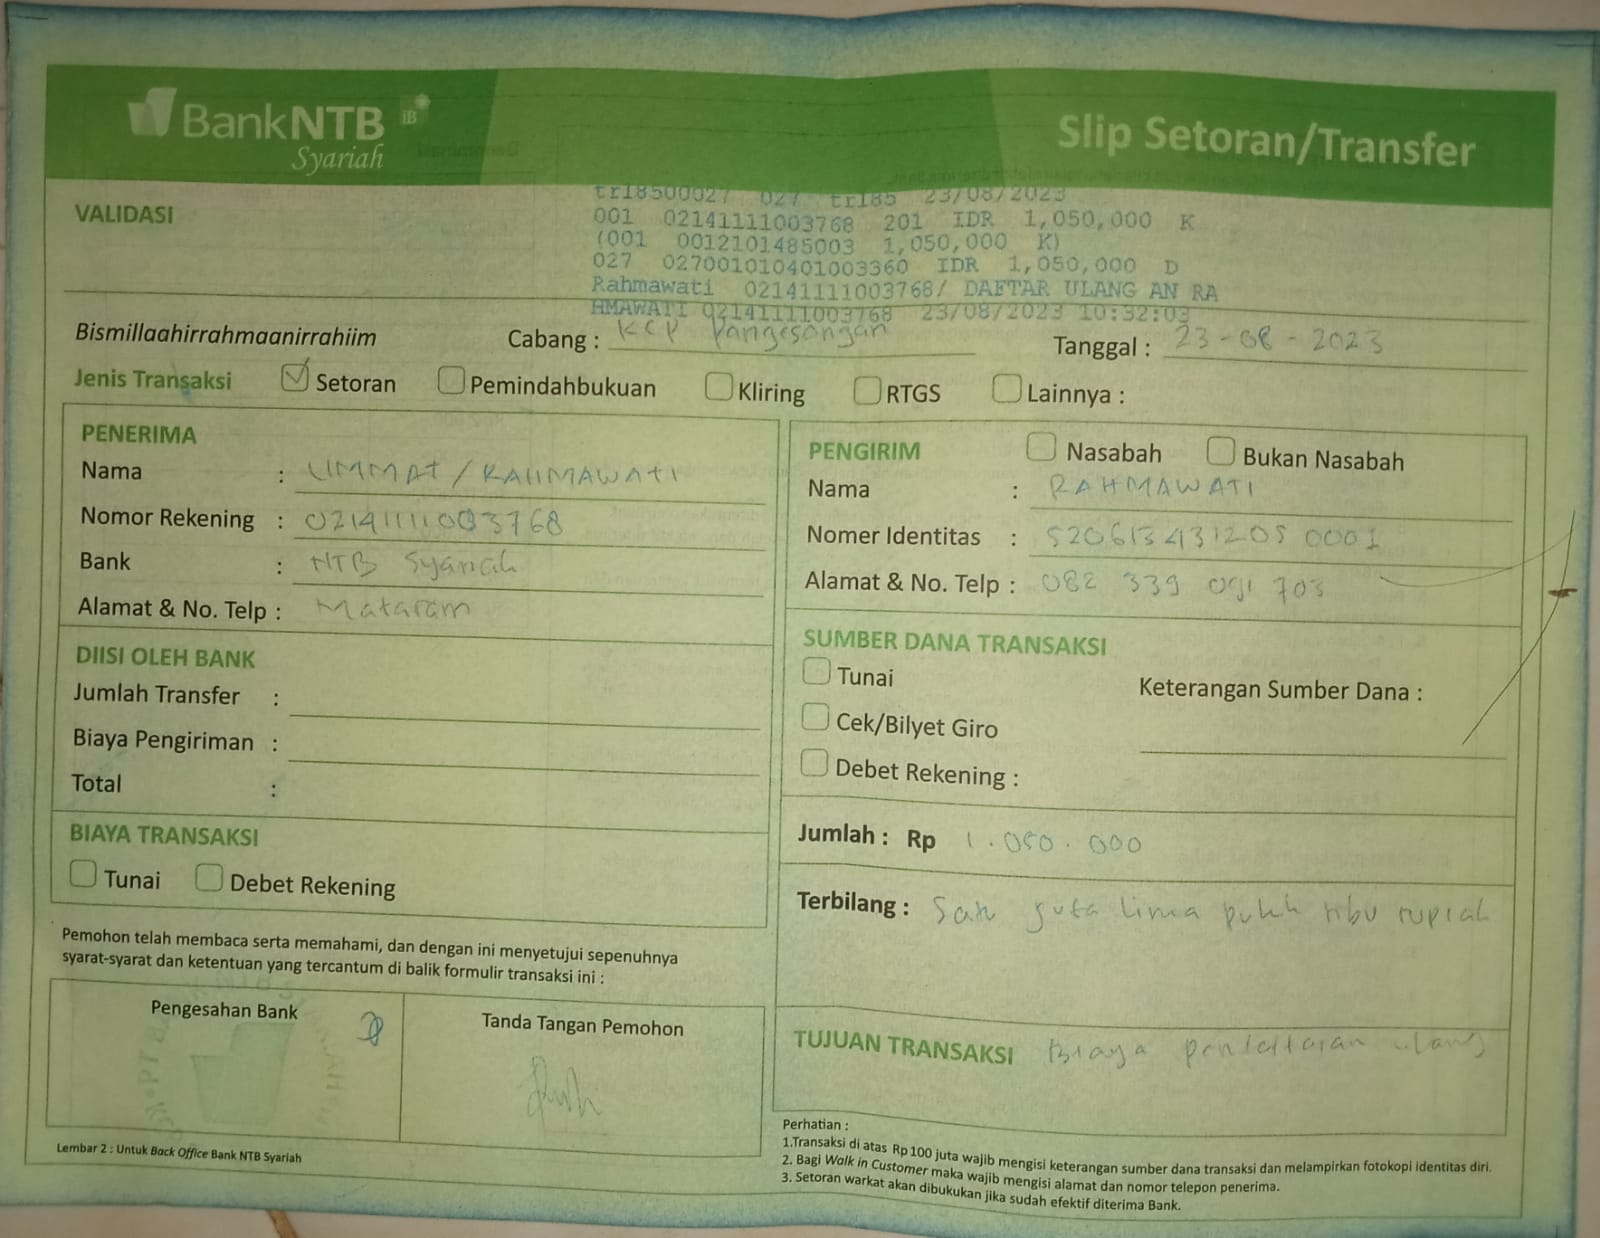 BankNTB iB
Syariah
Slip Setoran/Transfer
VALIDASI
tr18500027 027 tr185 23/08/2023
001 02141111003768 201 IDR 1,050,000 K
(001 0012101485003 1,050,000 K)
027 027001010401003360 IDR 1,050,000 D
Rahmawati 02141111003768/ DAFTAR ULANG AN RA
HMAWATI 02141111003768 23/08/2023 10:32:03
Bismillaahirrahmaanirrahiim
Cabang : KCP Pangesangan
Tanggal : 23-08-2023
Jenis Transaksi Setoran Pemindahbukuan Kliring RTGS Lainnya :
PENERIMA
Nama : UMMAT / RAHMAWATI
Nomor Rekening : 02141111003768
Bank : NTB Syariah
Alamat & No. Telp : Mataram
DIISI OLEH BANK
Jumlah Transfer :
Biaya Pengiriman :
Total :
BIAYA TRANSAKSI
Tunai Debet Rekening
Pemohon telah membaca serta memahami, dan dengan ini menyetujui sepenuhnya
syarat-syarat dan ketentuan yang tercantum di balik formulir transaksi ini :
Pengesahan Bank
Tanda Tangan Pemohon
Lembar 2 : Untuk Back Office Bank NTB Syariah
PENGIRIM Nasabah Bukan Nasabah
Nama : RAHMAWATI
Nomer Identitas :
Alamat & No. Telp : 082 339 091 703
SUMBER DANA TRANSAKSI
Tunai
Keterangan Sumber Dana :
Cek/Bilyet Giro
Debet Rekening :
Jumlah : Rp 1.050.000
Terbilang : Satu juta lima puluh ribu rupiah
TUJUAN TRANSAKSI Biaya pendaftaran ulang
Perhatian :
1.Transaksi di atas Rp100 juta wajib mengisi keterangan sumber dana transaksi dan melampirkan fotokopi identitas diri.
2. Bagi Walk in Customer maka wajib mengisi alamat dan nomor telepon penerima.
3. Setoran warkat akan dibukukan jika sudah efektif diterima Bank.